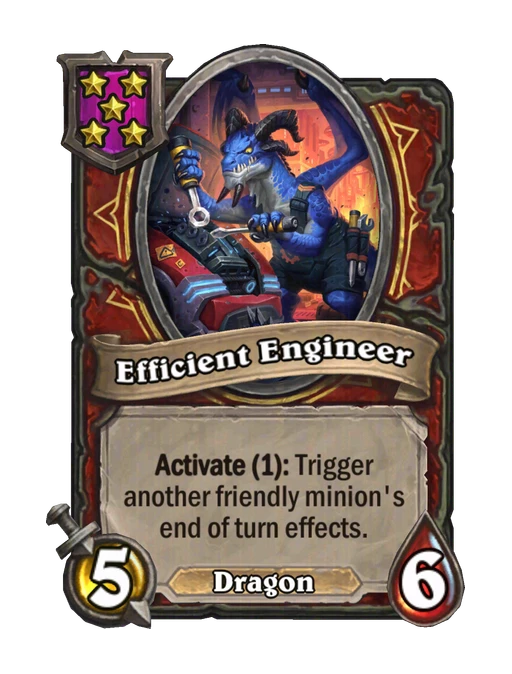 Efficient Engineer
Activate (1): Trigger
another friendly minion's
end of turn effects.
5
Dragon
6